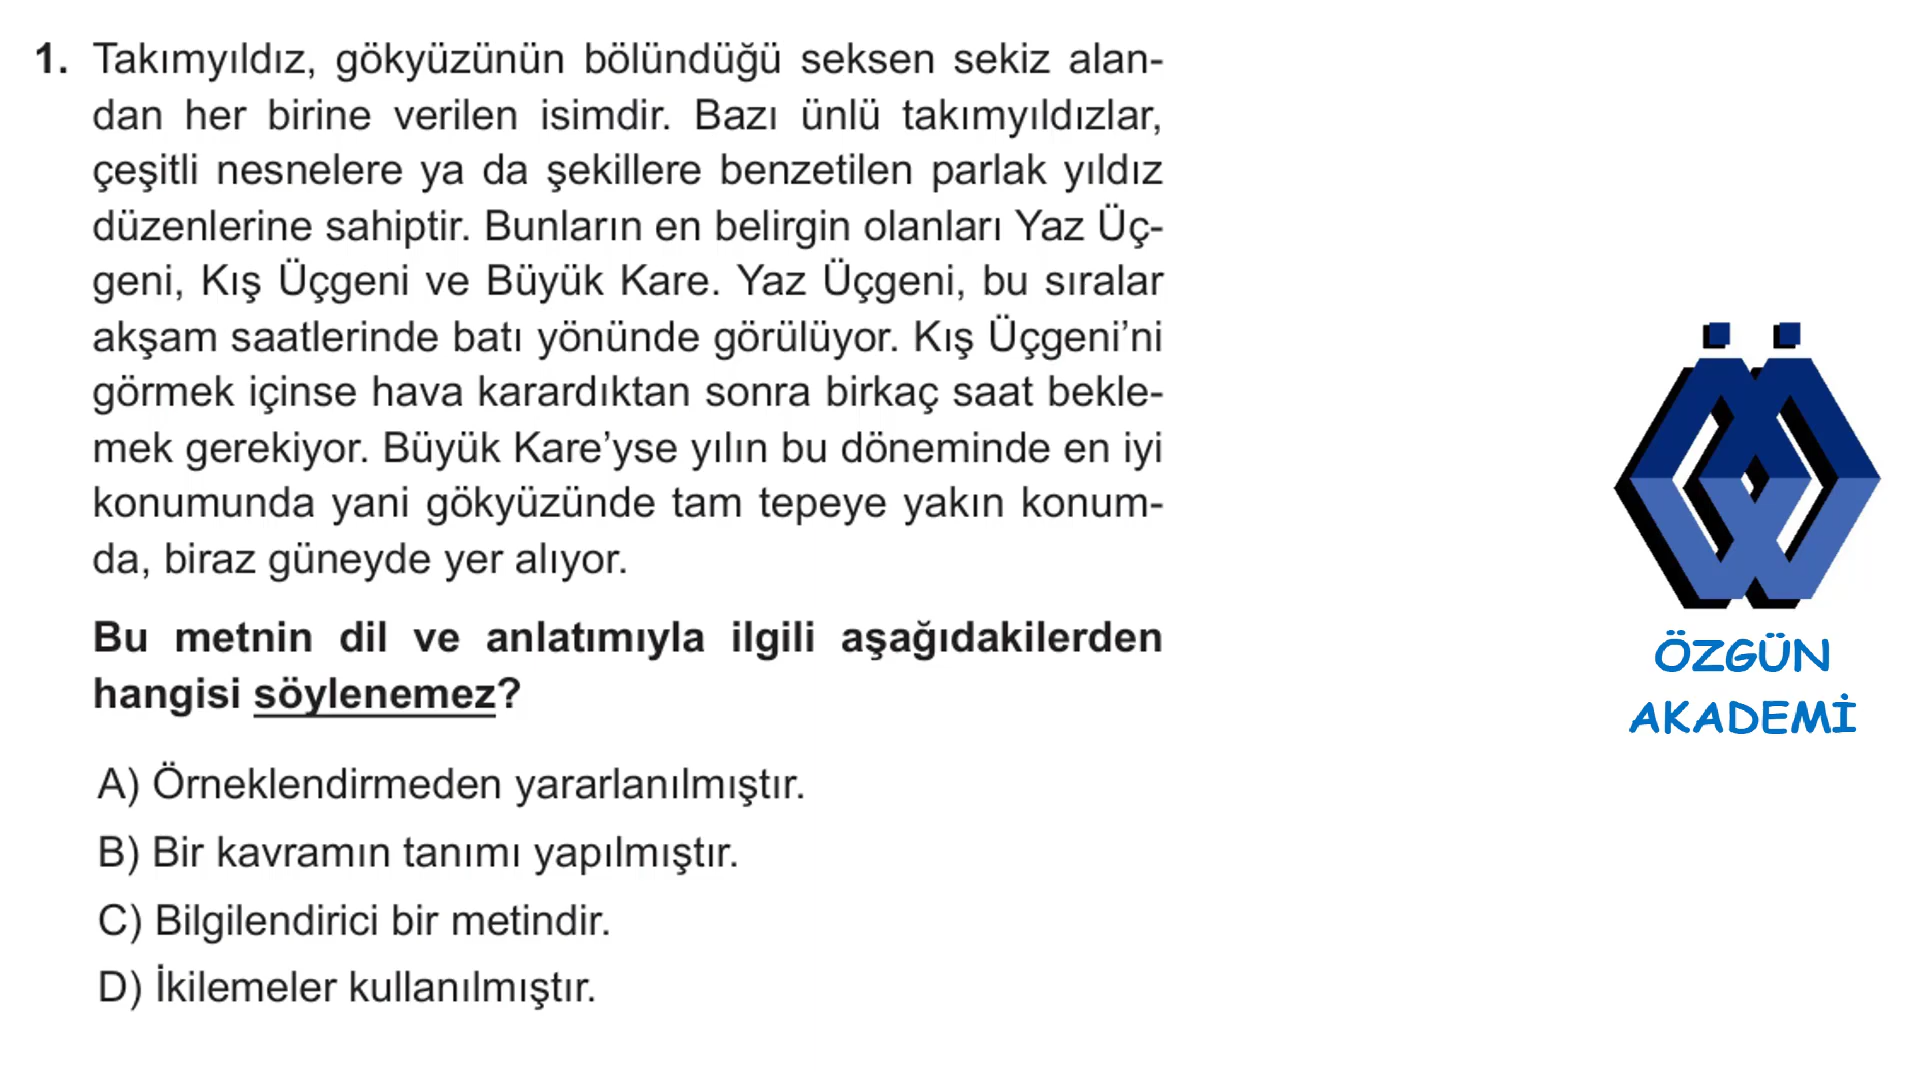 1. Takımyıldız, gökyüzünün bölündüğü seksen sekiz alan-
dan her birine verilen isimdir. Bazı ünlü takımyıldızlar,
çeşitli nesnelere ya da şekillere benzetilen parlak yıldız
düzenlerine sahiptir. Bunların en belirgin olanları Yaz Üç-
geni, Kış Üçgeni ve Büyük Kare. Yaz Üçgeni, bu sıralar
akşam saatlerinde batı yönünde görülüyor. Kış Üçgeni’ni
görmek içinse hava karardıktan sonra birkaç saat bekle-
mek gerekiyor. Büyük Kare’yse yılın bu döneminde en iyi
konumunda yani gökyüzünde tam tepeye yakın konum-
da, biraz güneyde yer alıyor.
Bu metnin dil ve anlatımıyla ilgili aşağıdakilerden
hangisi söylenemez?
A) Örneklendirmeden yararlanılmıştır.
B) Bir kavramın tanımı yapılmıştır.
C) Bilgilendirici bir metindir.
D) İkilemeler kullanılmıştır.
ÖZGÜN
AKADEMİ